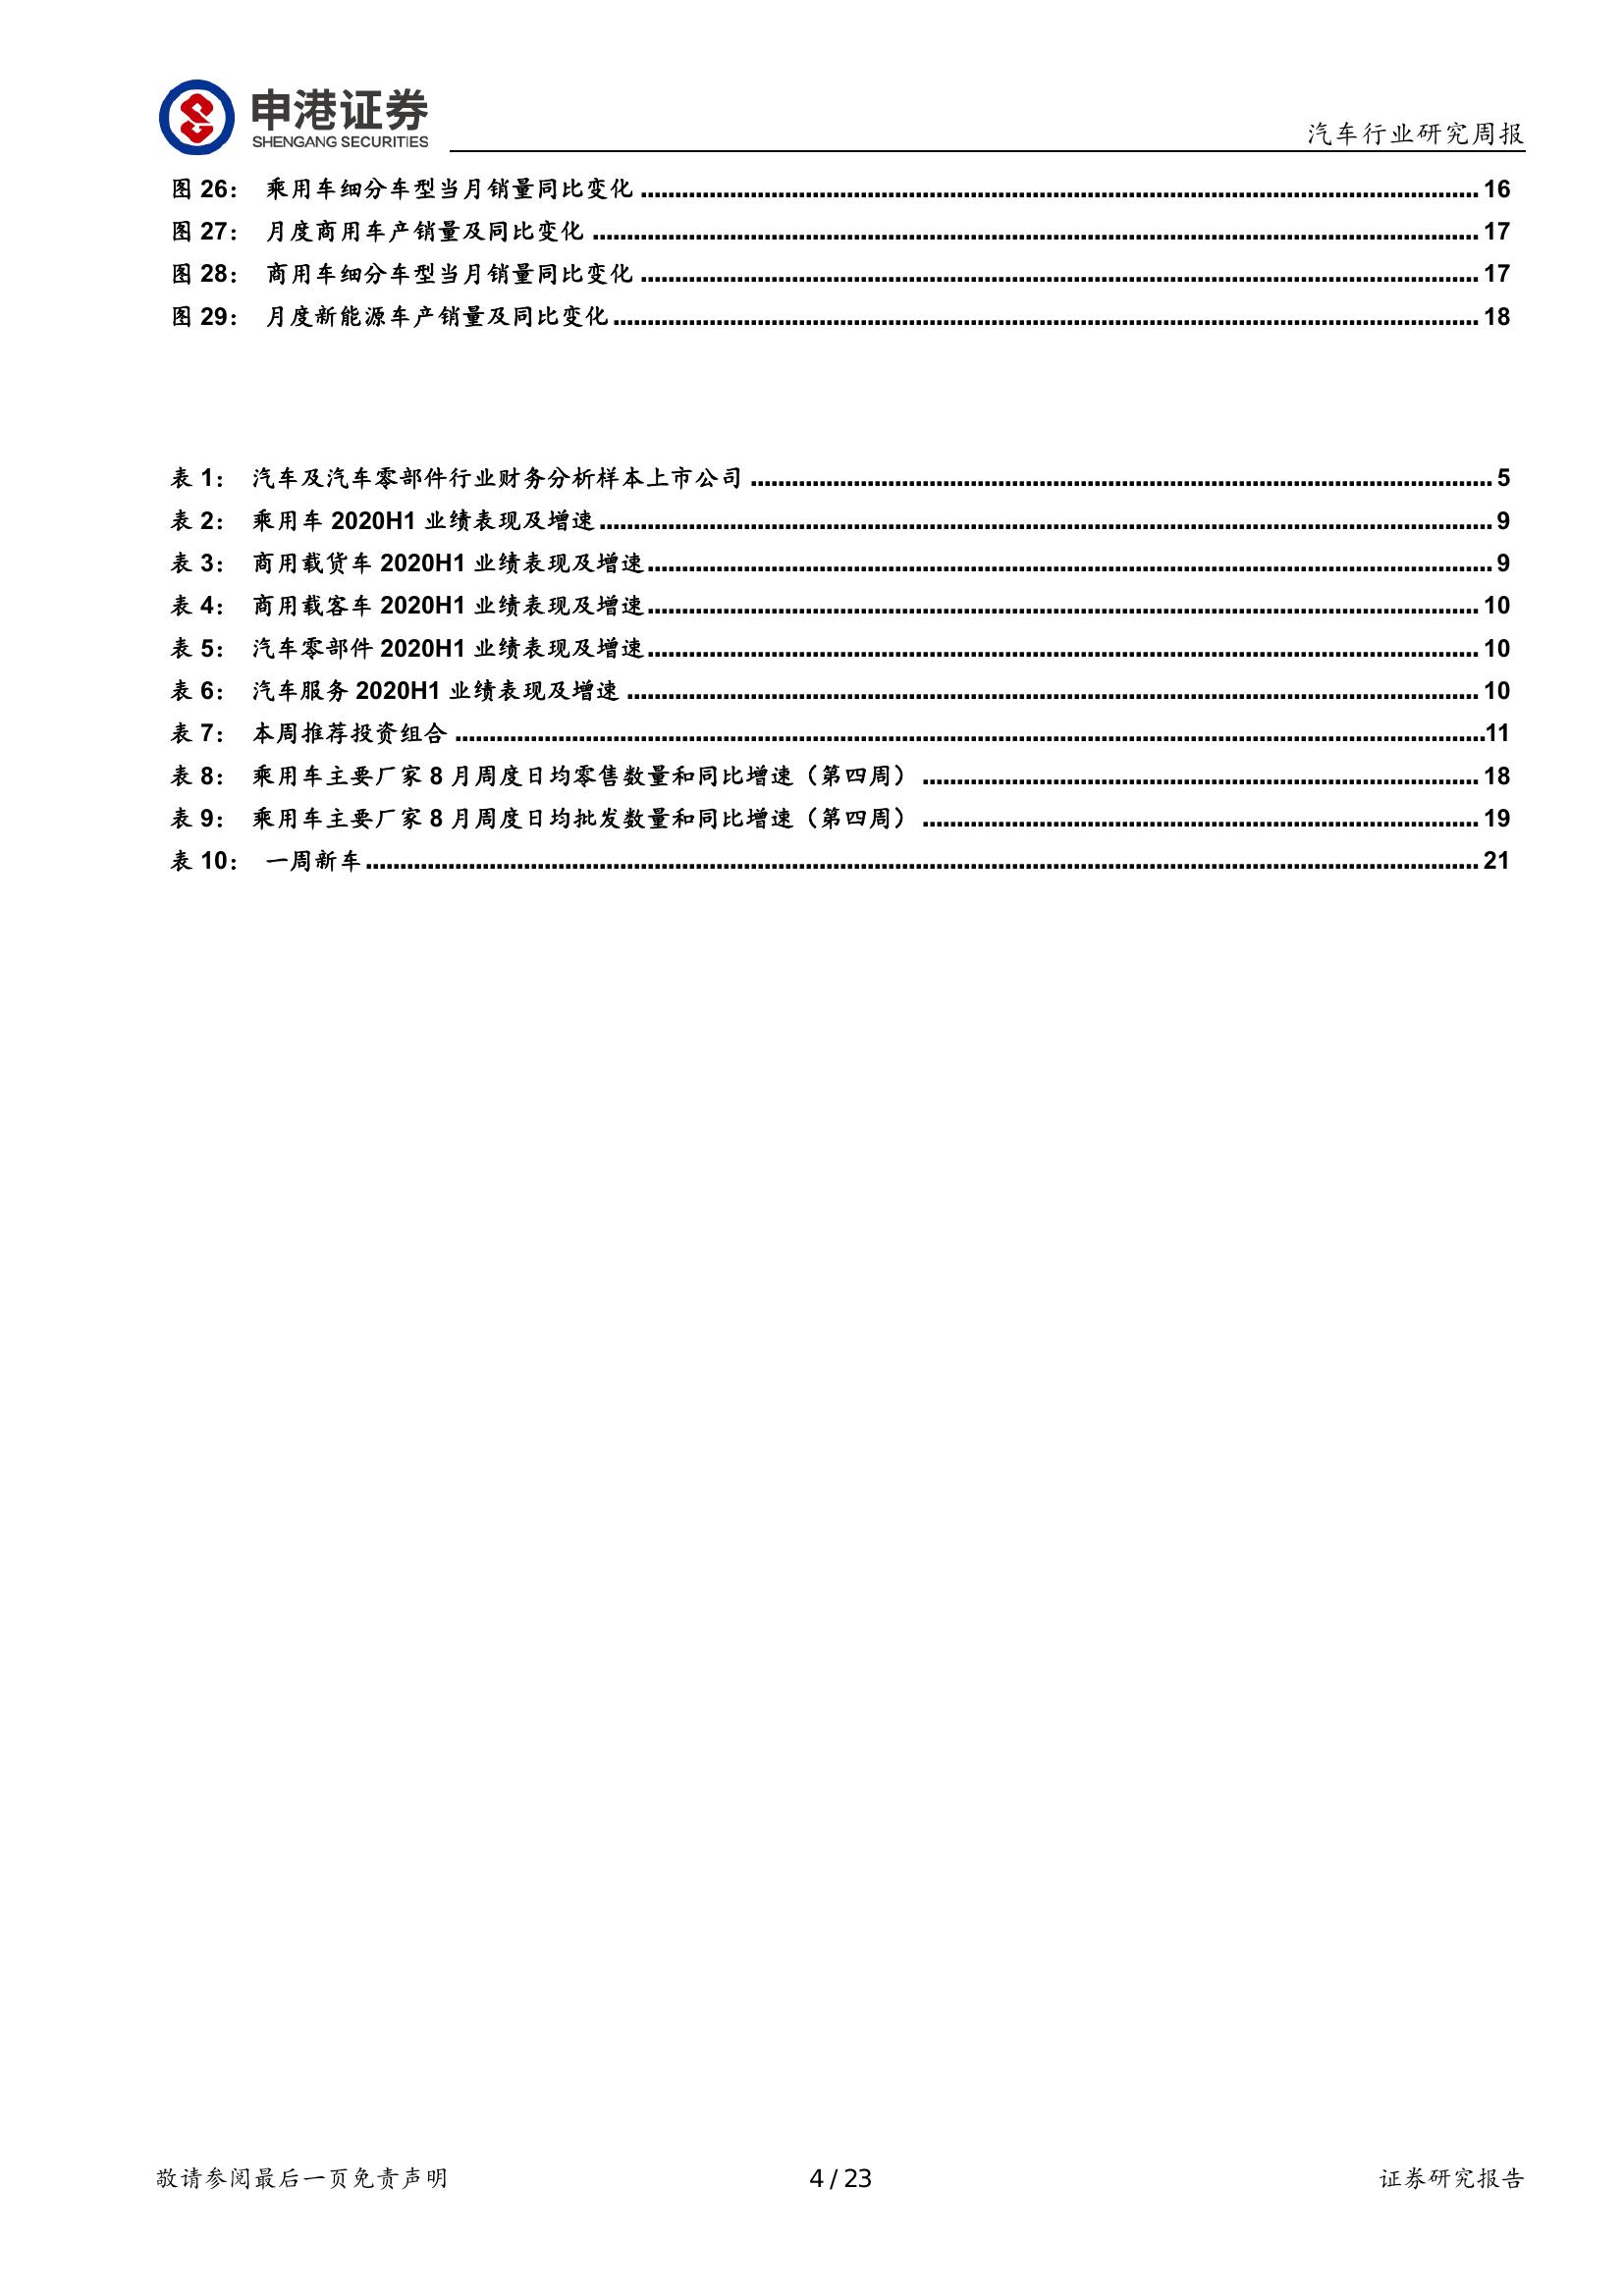 申港证券
SHENGANG SECURITIES
汽车行业研究周报
图 26： 乘用车细分车型当月销量同比变化 ........ 16
图 27： 月度商用车产销量及同比变化 ........ 17
图 28： 商用车细分车型当月销量同比变化 ........ 17
图 29： 月度新能源车产销量及同比变化 ........ 18
表 1： 汽车及汽车零部件行业财务分析样本上市公司 ........ 5
表 2： 乘用车 2020H1 业绩表现及增速 ........ 9
表 3： 商用载货车 2020H1 业绩表现及增速 ........ 9
表 4： 商用载客车 2020H1 业绩表现及增速 ........ 10
表 5： 汽车零部件 2020H1 业绩表现及增速 ........ 10
表 6： 汽车服务 2020H1 业绩表现及增速 ........ 10
表 7： 本周推荐投资组合 ........ 11
表 8： 乘用车主要厂家 8 月周度日均零售数量和同比增速（第四周） ........ 18
表 9： 乘用车主要厂家 8 月周度日均批发数量和同比增速（第四周） ........ 19
表 10： 一周新车 ........ 21
敬请参阅最后一页免责声明
4 / 23
证券研究报告